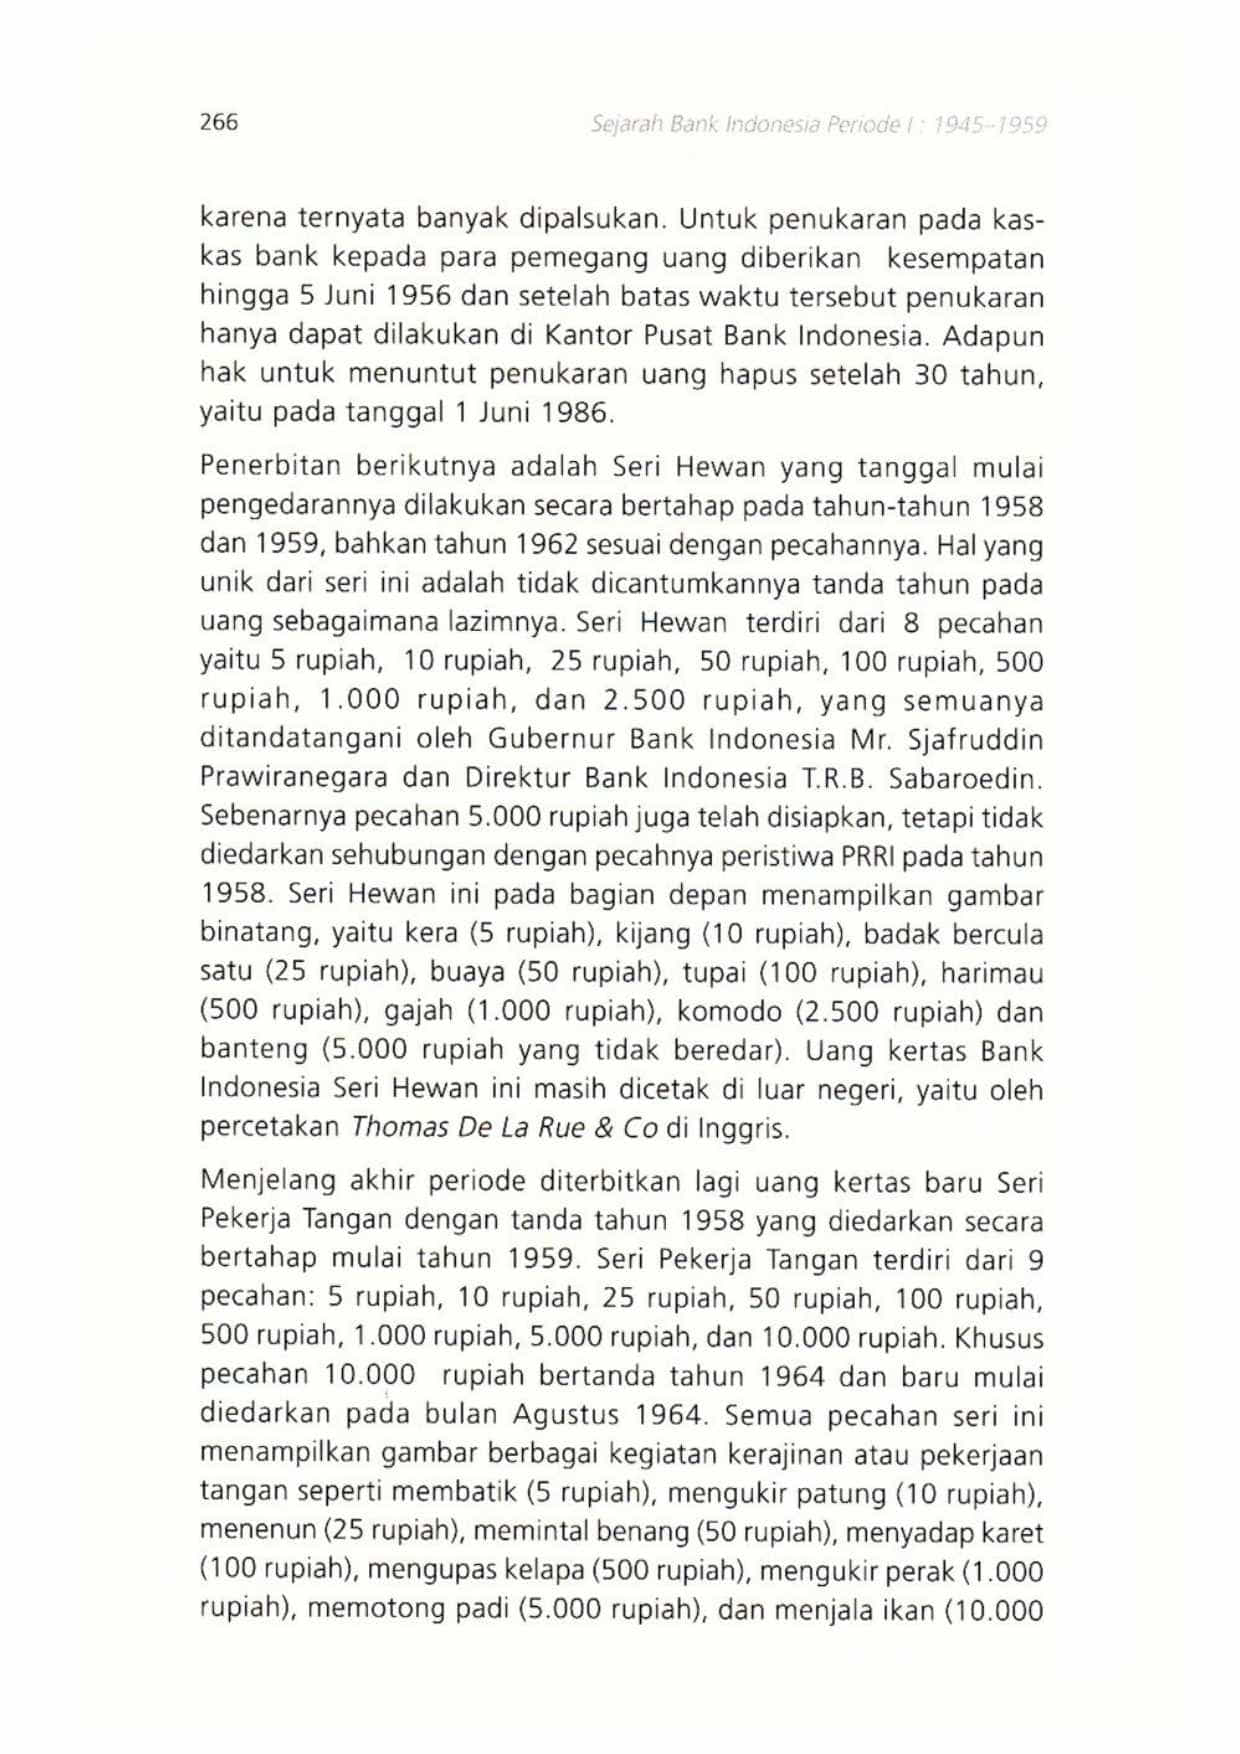 266
Sejarah Bank Indonesia Periode I : 1945–1959
karena ternyata banyak dipalsukan. Untuk penukaran pada kas-
kas bank kepada para pemegang uang diberikan kesempatan
hingga 5 Juni 1956 dan setelah batas waktu tersebut penukaran
hanya dapat dilakukan di Kantor Pusat Bank Indonesia. Adapun
hak untuk menuntut penukaran uang hapus setelah 30 tahun,
yaitu pada tanggal 1 Juni 1986.
Penerbitan berikutnya adalah Seri Hewan yang tanggal mulai
pengedarannya dilakukan secara bertahap pada tahun-tahun 1958
dan 1959, bahkan tahun 1962 sesuai dengan pecahannya. Hal yang
unik dari seri ini adalah tidak dicantumkannya tanda tahun pada
uang sebagaimana lazimnya. Seri Hewan terdiri dari 8 pecahan
yaitu 5 rupiah, 10 rupiah, 25 rupiah, 50 rupiah, 100 rupiah, 500
rupiah, 1.000 rupiah, dan 2.500 rupiah, yang semuanya
ditandatangani oleh Gubernur Bank Indonesia Mr. Sjafruddin
Prawiranegara dan Direktur Bank Indonesia T.R.B. Sabaroedin.
Sebenarnya pecahan 5.000 rupiah juga telah disiapkan, tetapi tidak
diedarkan sehubungan dengan pecahnya peristiwa PRRI pada tahun
1958. Seri Hewan ini pada bagian depan menampilkan gambar
binatang, yaitu kera (5 rupiah), kijang (10 rupiah), badak bercula
satu (25 rupiah), buaya (50 rupiah), tupai (100 rupiah), harimau
(500 rupiah), gajah (1.000 rupiah), komodo (2.500 rupiah) dan
banteng (5.000 rupiah yang tidak beredar). Uang kertas Bank
Indonesia Seri Hewan ini masih dicetak di luar negeri, yaitu oleh
percetakan Thomas De La Rue & Co di Inggris.
Menjelang akhir periode diterbitkan lagi uang kertas baru Seri
Pekerja Tangan dengan tanda tahun 1958 yang diedarkan secara
bertahap mulai tahun 1959. Seri Pekerja Tangan terdiri dari 9
pecahan: 5 rupiah, 10 rupiah, 25 rupiah, 50 rupiah, 100 rupiah,
500 rupiah, 1.000 rupiah, 5.000 rupiah, dan 10.000 rupiah. Khusus
pecahan 10.000 rupiah bertanda tahun 1964 dan baru mulai
diedarkan pada bulan Agustus 1964. Semua pecahan seri ini
menampilkan gambar berbagai kegiatan kerajinan atau pekerjaan
tangan seperti membatik (5 rupiah), mengukir patung (10 rupiah),
menenun (25 rupiah), memintal benang (50 rupiah), menyadap karet
(100 rupiah), mengupas kelapa (500 rupiah), mengukir perak (1.000
rupiah), memotong padi (5.000 rupiah), dan menjala ikan (10.000